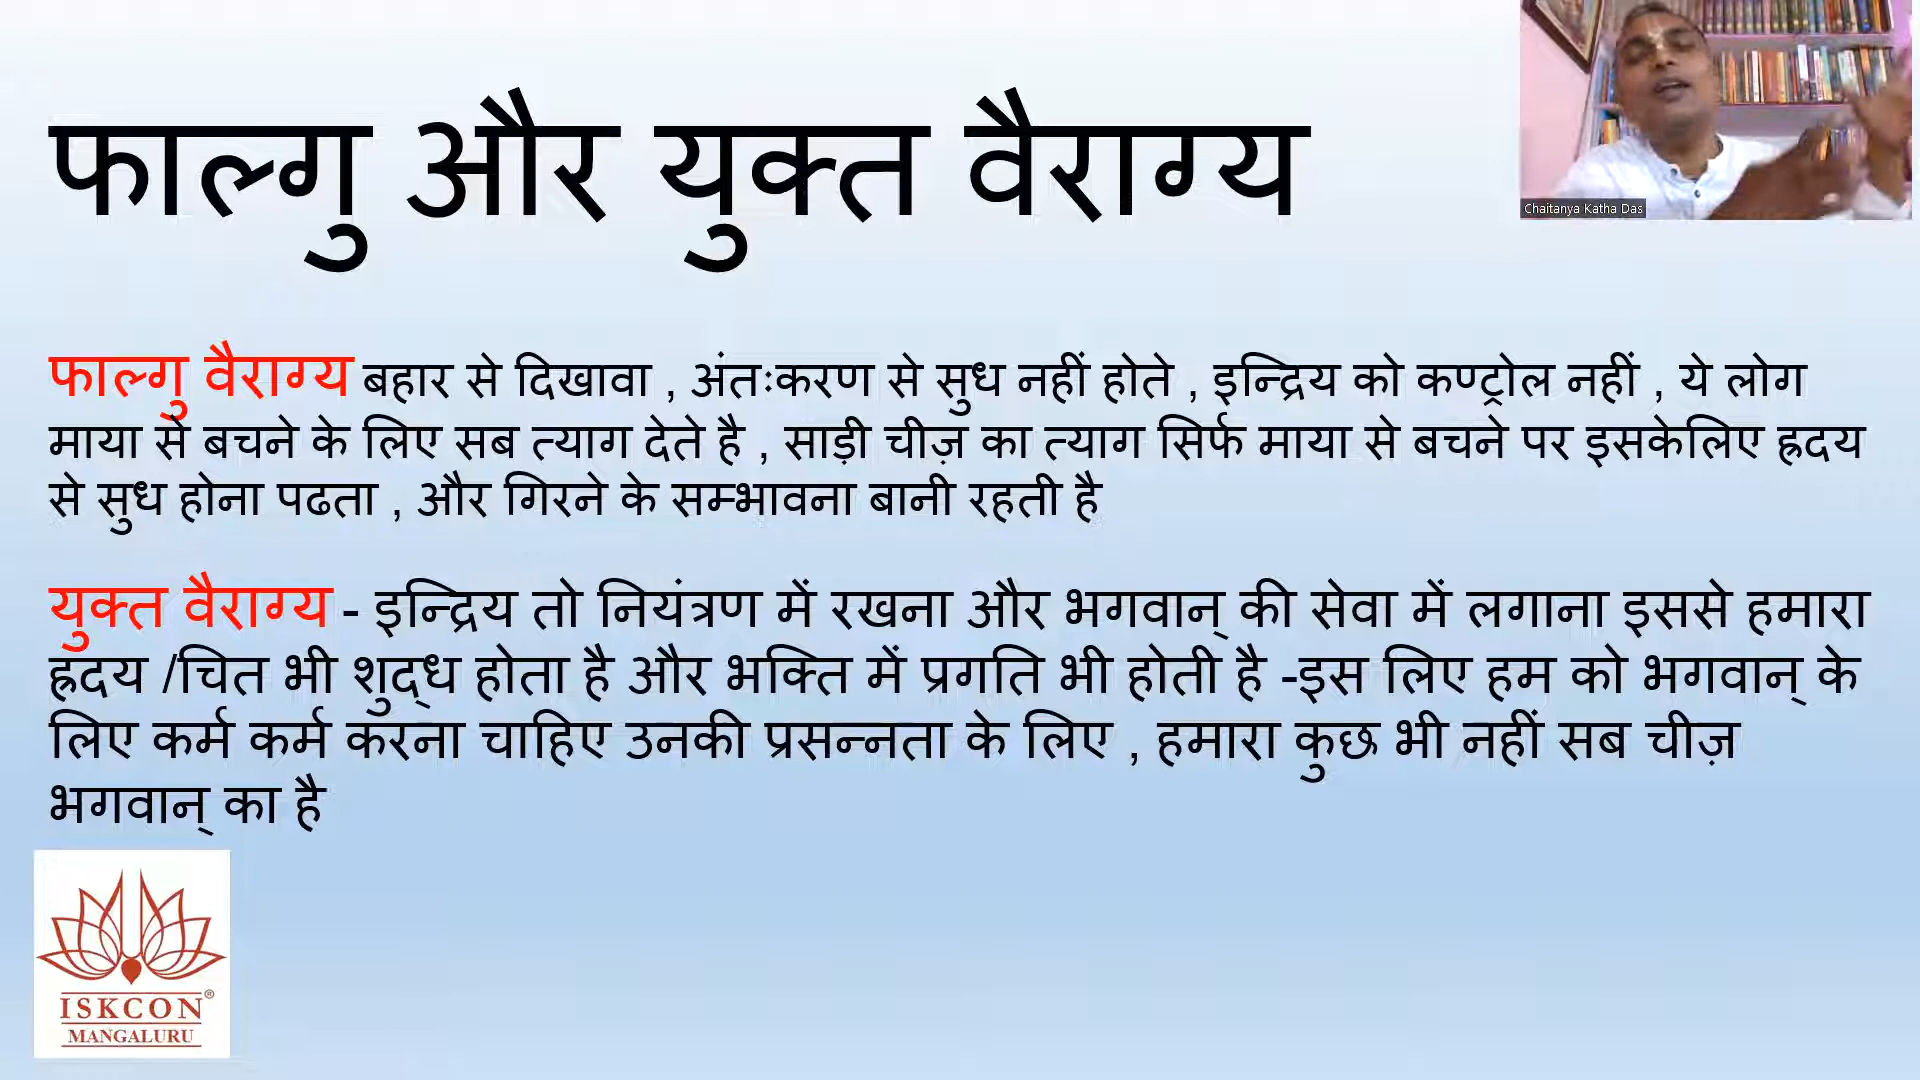 फाल्गु और युक्त वैराग्य
Chaitanya Katha Das
फाल्गु वैराग्य बहार से दिखावा , अंतःकरण से सुध नहीं होते , इन्द्रिय को कण्ट्रोल नहीं , ये लोग
माया से बचने के लिए सब त्याग देते है , साड़ी चीज़ का त्याग सिर्फ माया से बचने पर इसकेलिए ह्रदय
से सुध होना पढता , और गिरने के सम्भावना बानी रहती है
युक्त वैराग्य - इन्द्रिय तो नियंत्रण में रखना और भगवान् की सेवा में लगाना इससे हमारा
ह्रदय /चित भी शुद्ध होता है और भक्ति में प्रगति भी होती है -इस लिए हम को भगवान् के
लिए कर्म कर्म करना चाहिए उनकी प्रसन्नता के लिए , हमारा कुछ भी नहीं सब चीज़
भगवान् का है
ISKCON®
MANGALURU